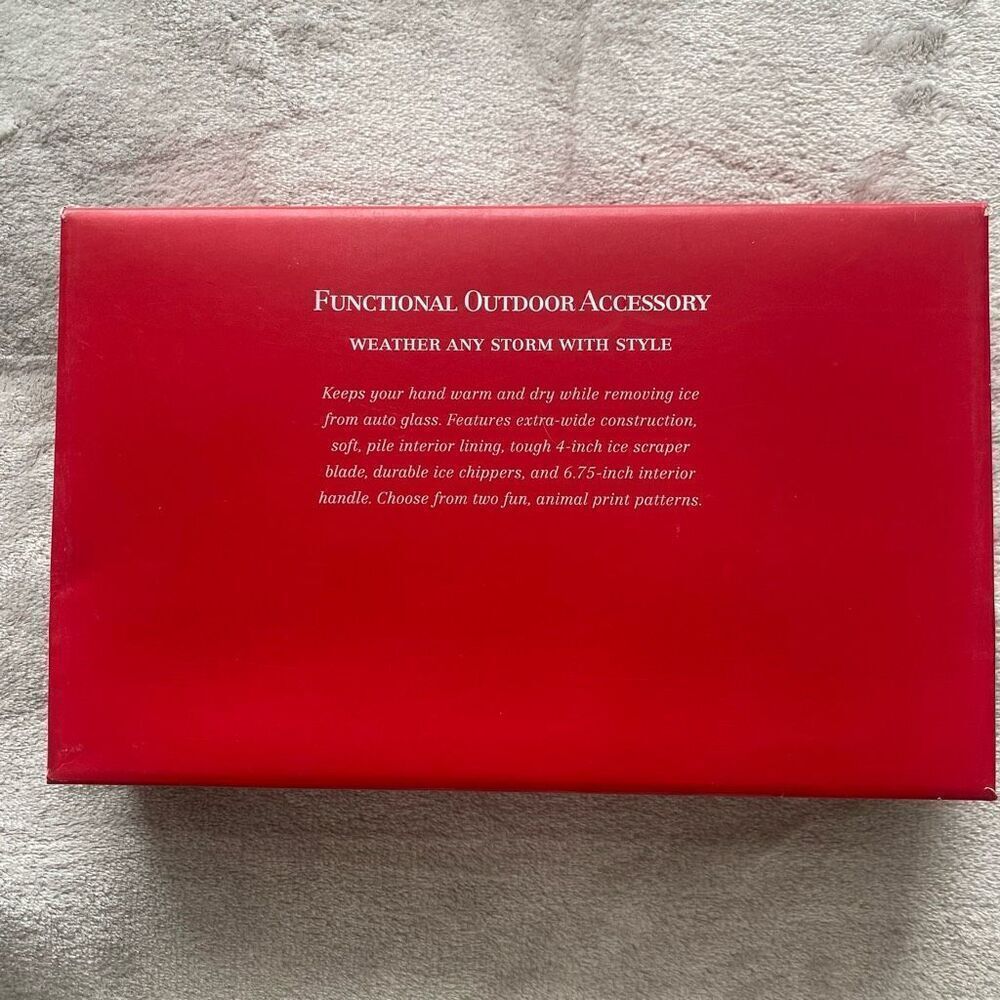 FUNCTIONAL OUTDOOR ACCESSORY
WEATHER ANY STORM WITH STYLE
Keeps your hand warm and dry while removing ice
from auto glass. Features extra-wide construction,
soft, pile interior lining, tough 4-inch ice scraper
blade, durable ice chippers, and 6.75-inch interior
handle. Choose from two fun, animal print patterns.